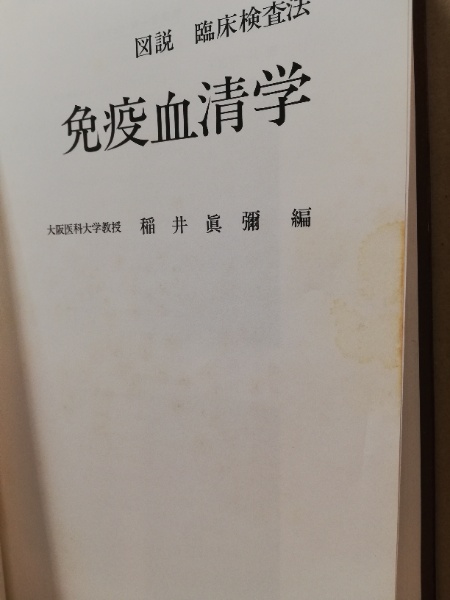 図説 臨床検査法
免疫血清学
大阪医科大学教授 稲井眞彌 編